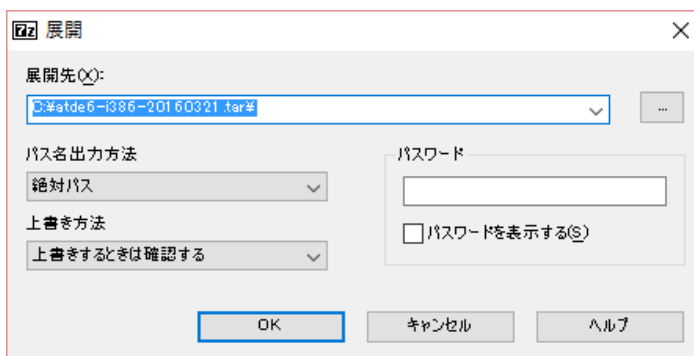 7z 展開
展開先(X):
C:¥atde6-i386-20160321.tar¥
...
パス名出力方法
絶対パス
上書き方法
上書きするときは確認する
パスワード
パスワードを表示する(S)
OK
キャンセル
ヘルプ